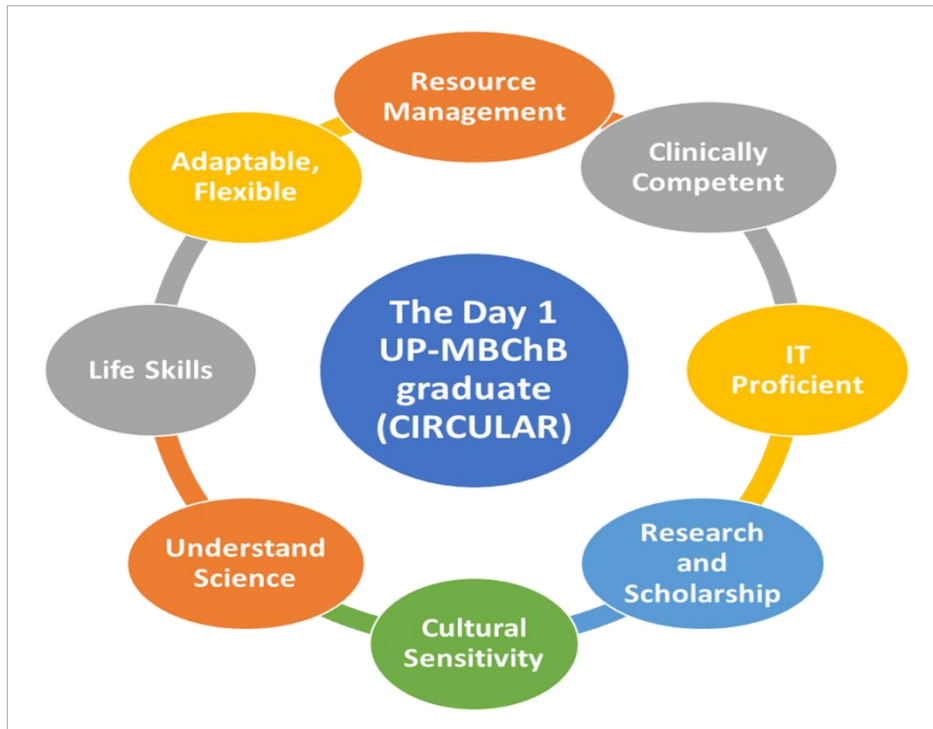 Resource
Management
Clinically
Competent
IT
Proficient
Research
and
Scholarship
Cultural
Sensitivity
Understand
Science
Life Skills
Adaptable,
Flexible
The Day 1
UP-MBChB
graduate
(CIRCULAR)